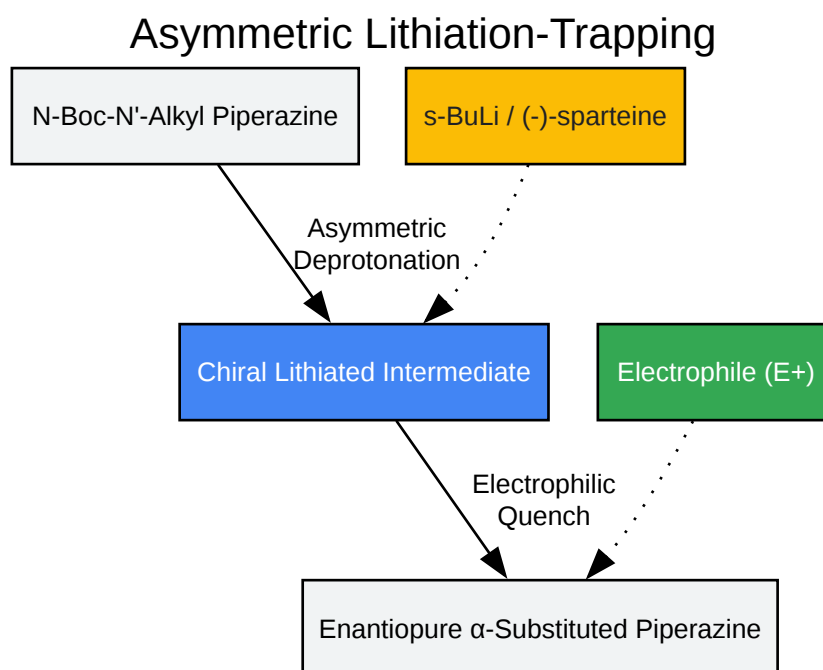 Asymmetric Lithiation-Trapping
N-Boc-N'-Alkyl Piperazine
s-BuLi / (-)-sparteine
Asymmetric
Deprotonation
Chiral Lithiated Intermediate
Electrophile (E+)
Electrophilic
Quench
Enantiopure α-Substituted Piperazine